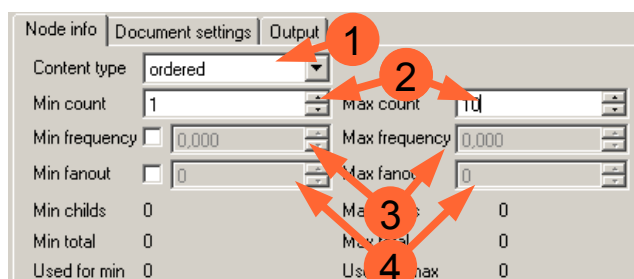 Node info Document settings Output
1
Content type ordered
2
Min count 1 Max count 10
Min frequency 0,000 Max frequency 0,000
Min fanout 0 Max 0
3
Min childs 0 0
Min total 0 0
4
Used for min 0 max 0